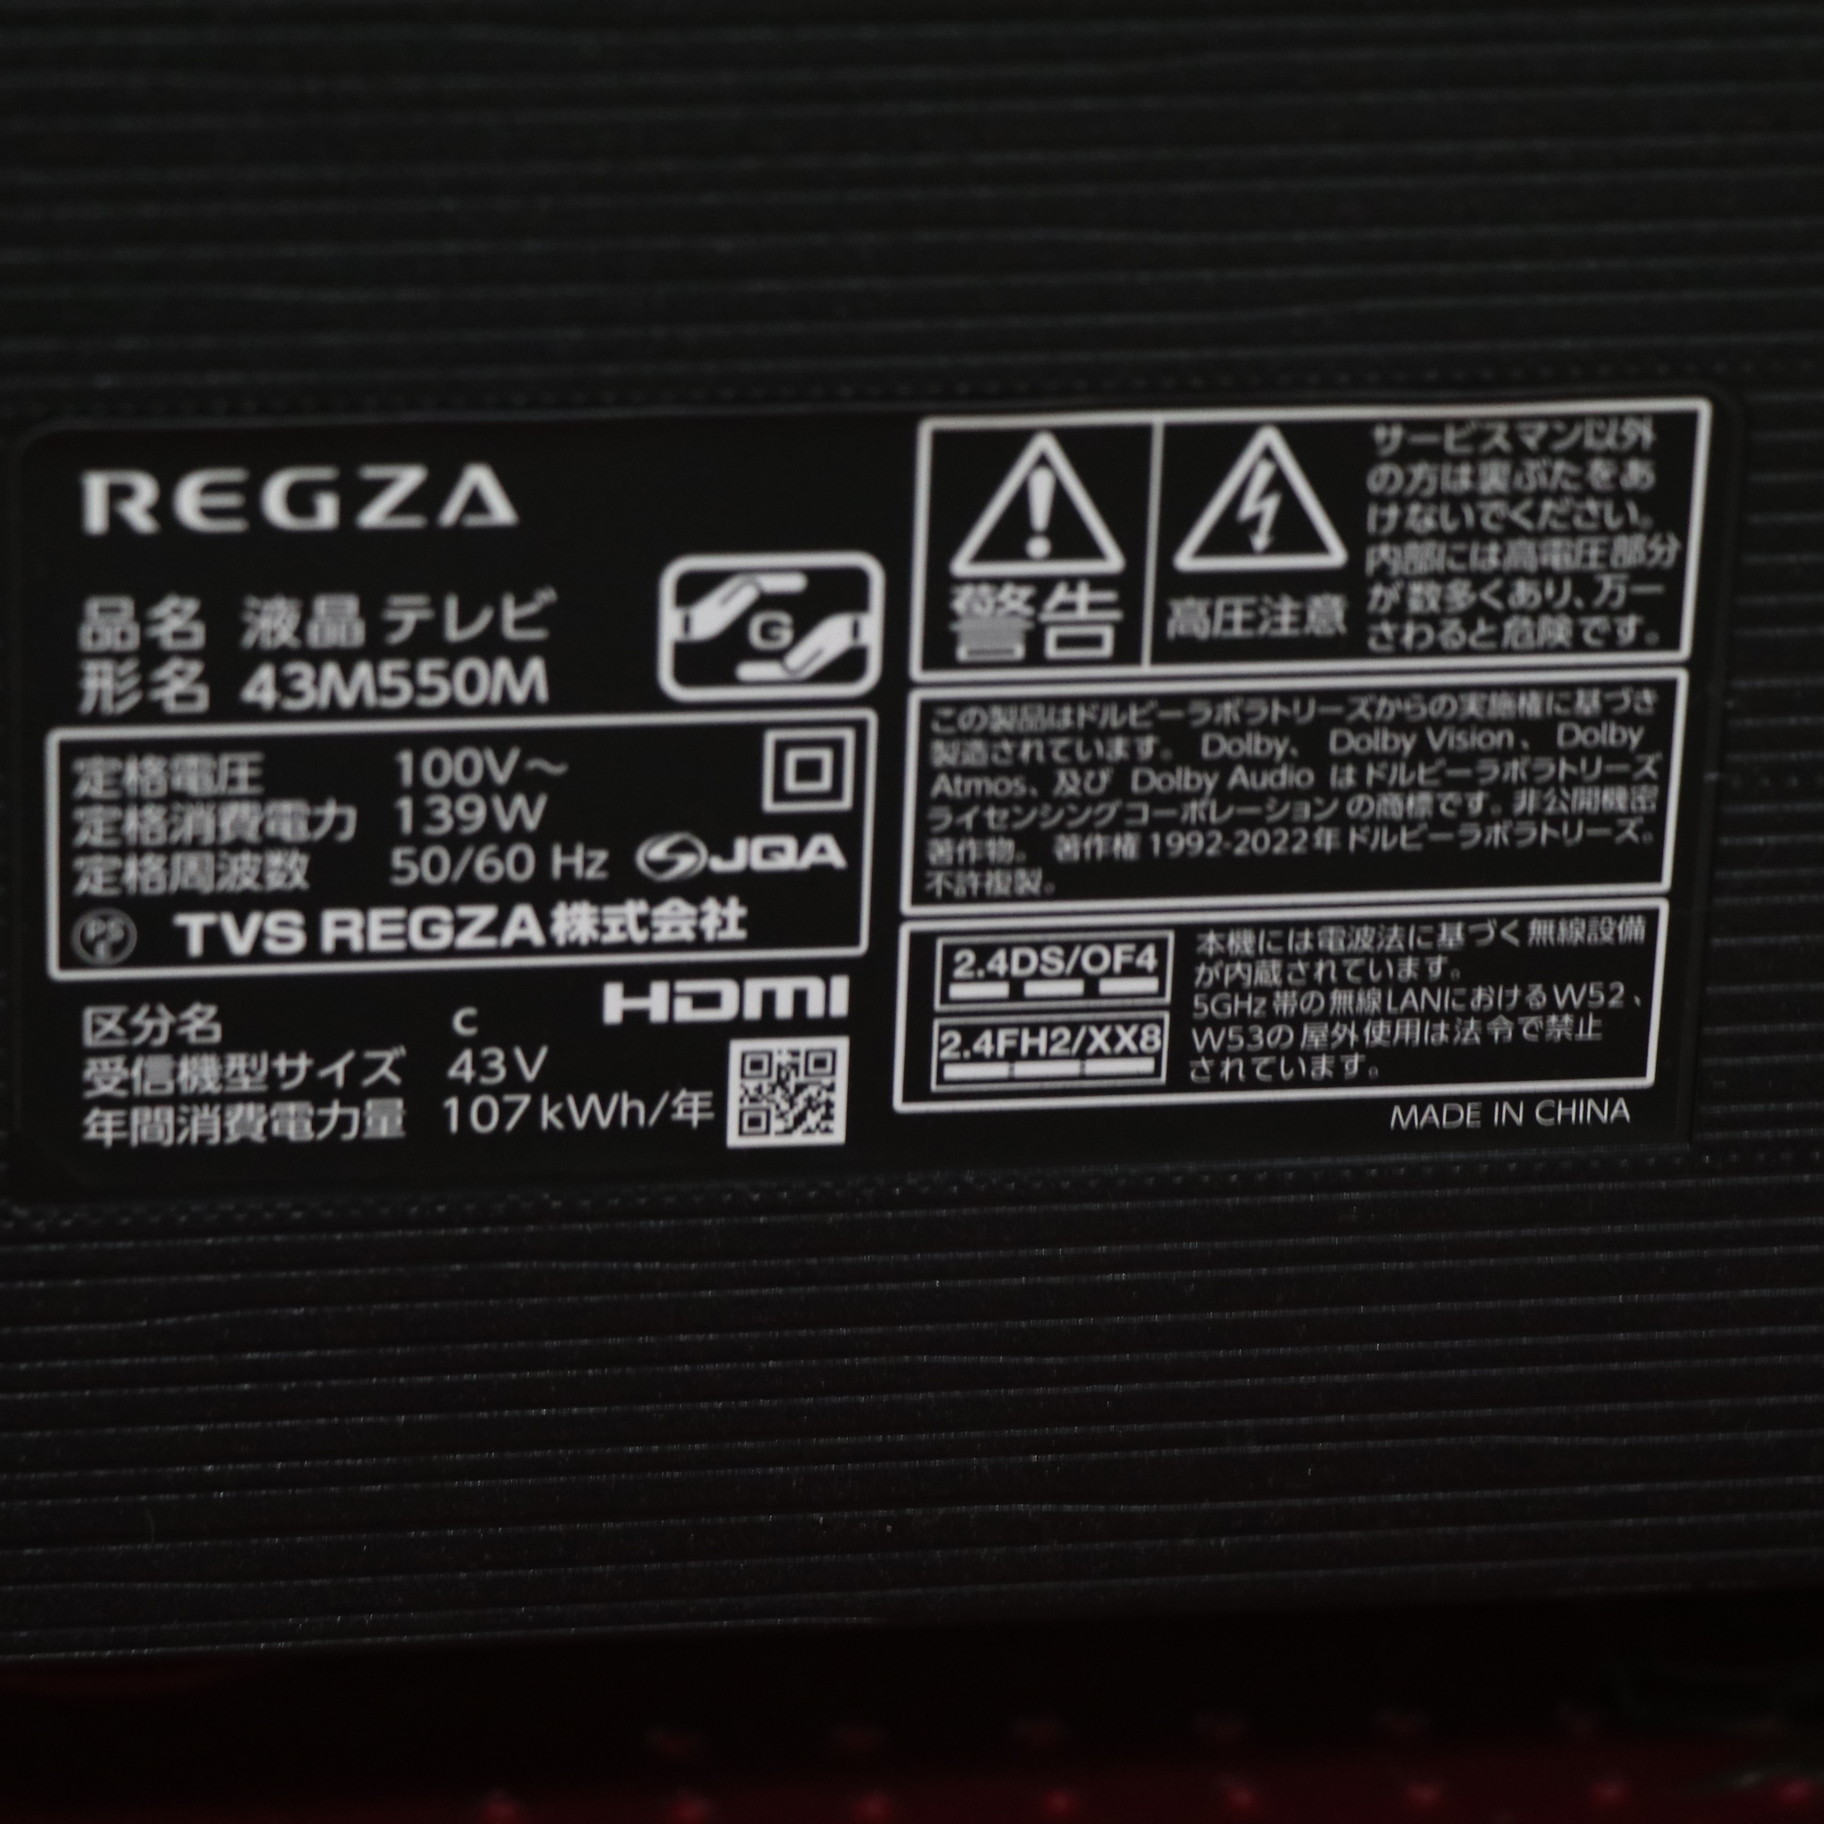 REGZA
品名 液晶テレビ
形名 43M550M
G
定格電圧 100V～
定格消費電力 139W
定格周波数 50/60 Hz
JQA
PS
E
TVS REGZA株式会社
HDMI
区分名 C
受信機型サイズ 43V
年間消費電力量 107kWh/年
警告
高圧注意
サービスマン以外
の方は裏ぶたをあ
けないでください。
内部には高電圧部分
が数多くあり、万一
さわると危険です。
この製品はドルビーラボラトリーズからの実施権に基づき
製造されています。 Dolby、 Dolby Vision、 Dolby
Atmos、及び Dolby Audio はドルビーラボラトリーズ
ライセンシングコーポレーションの商標です。非公開機密
著作物。 著作権 1992-2022年ドルビーラボラトリーズ。
不許複製。
2.4DS/OF4
2.4FH2/XX8
本機には電波法に基づく無線設備
が内蔵されています。
5GHz帯の無線LANにおけるW52、
W53の屋外使用は法令で禁止
されています。
MADE IN CHINA